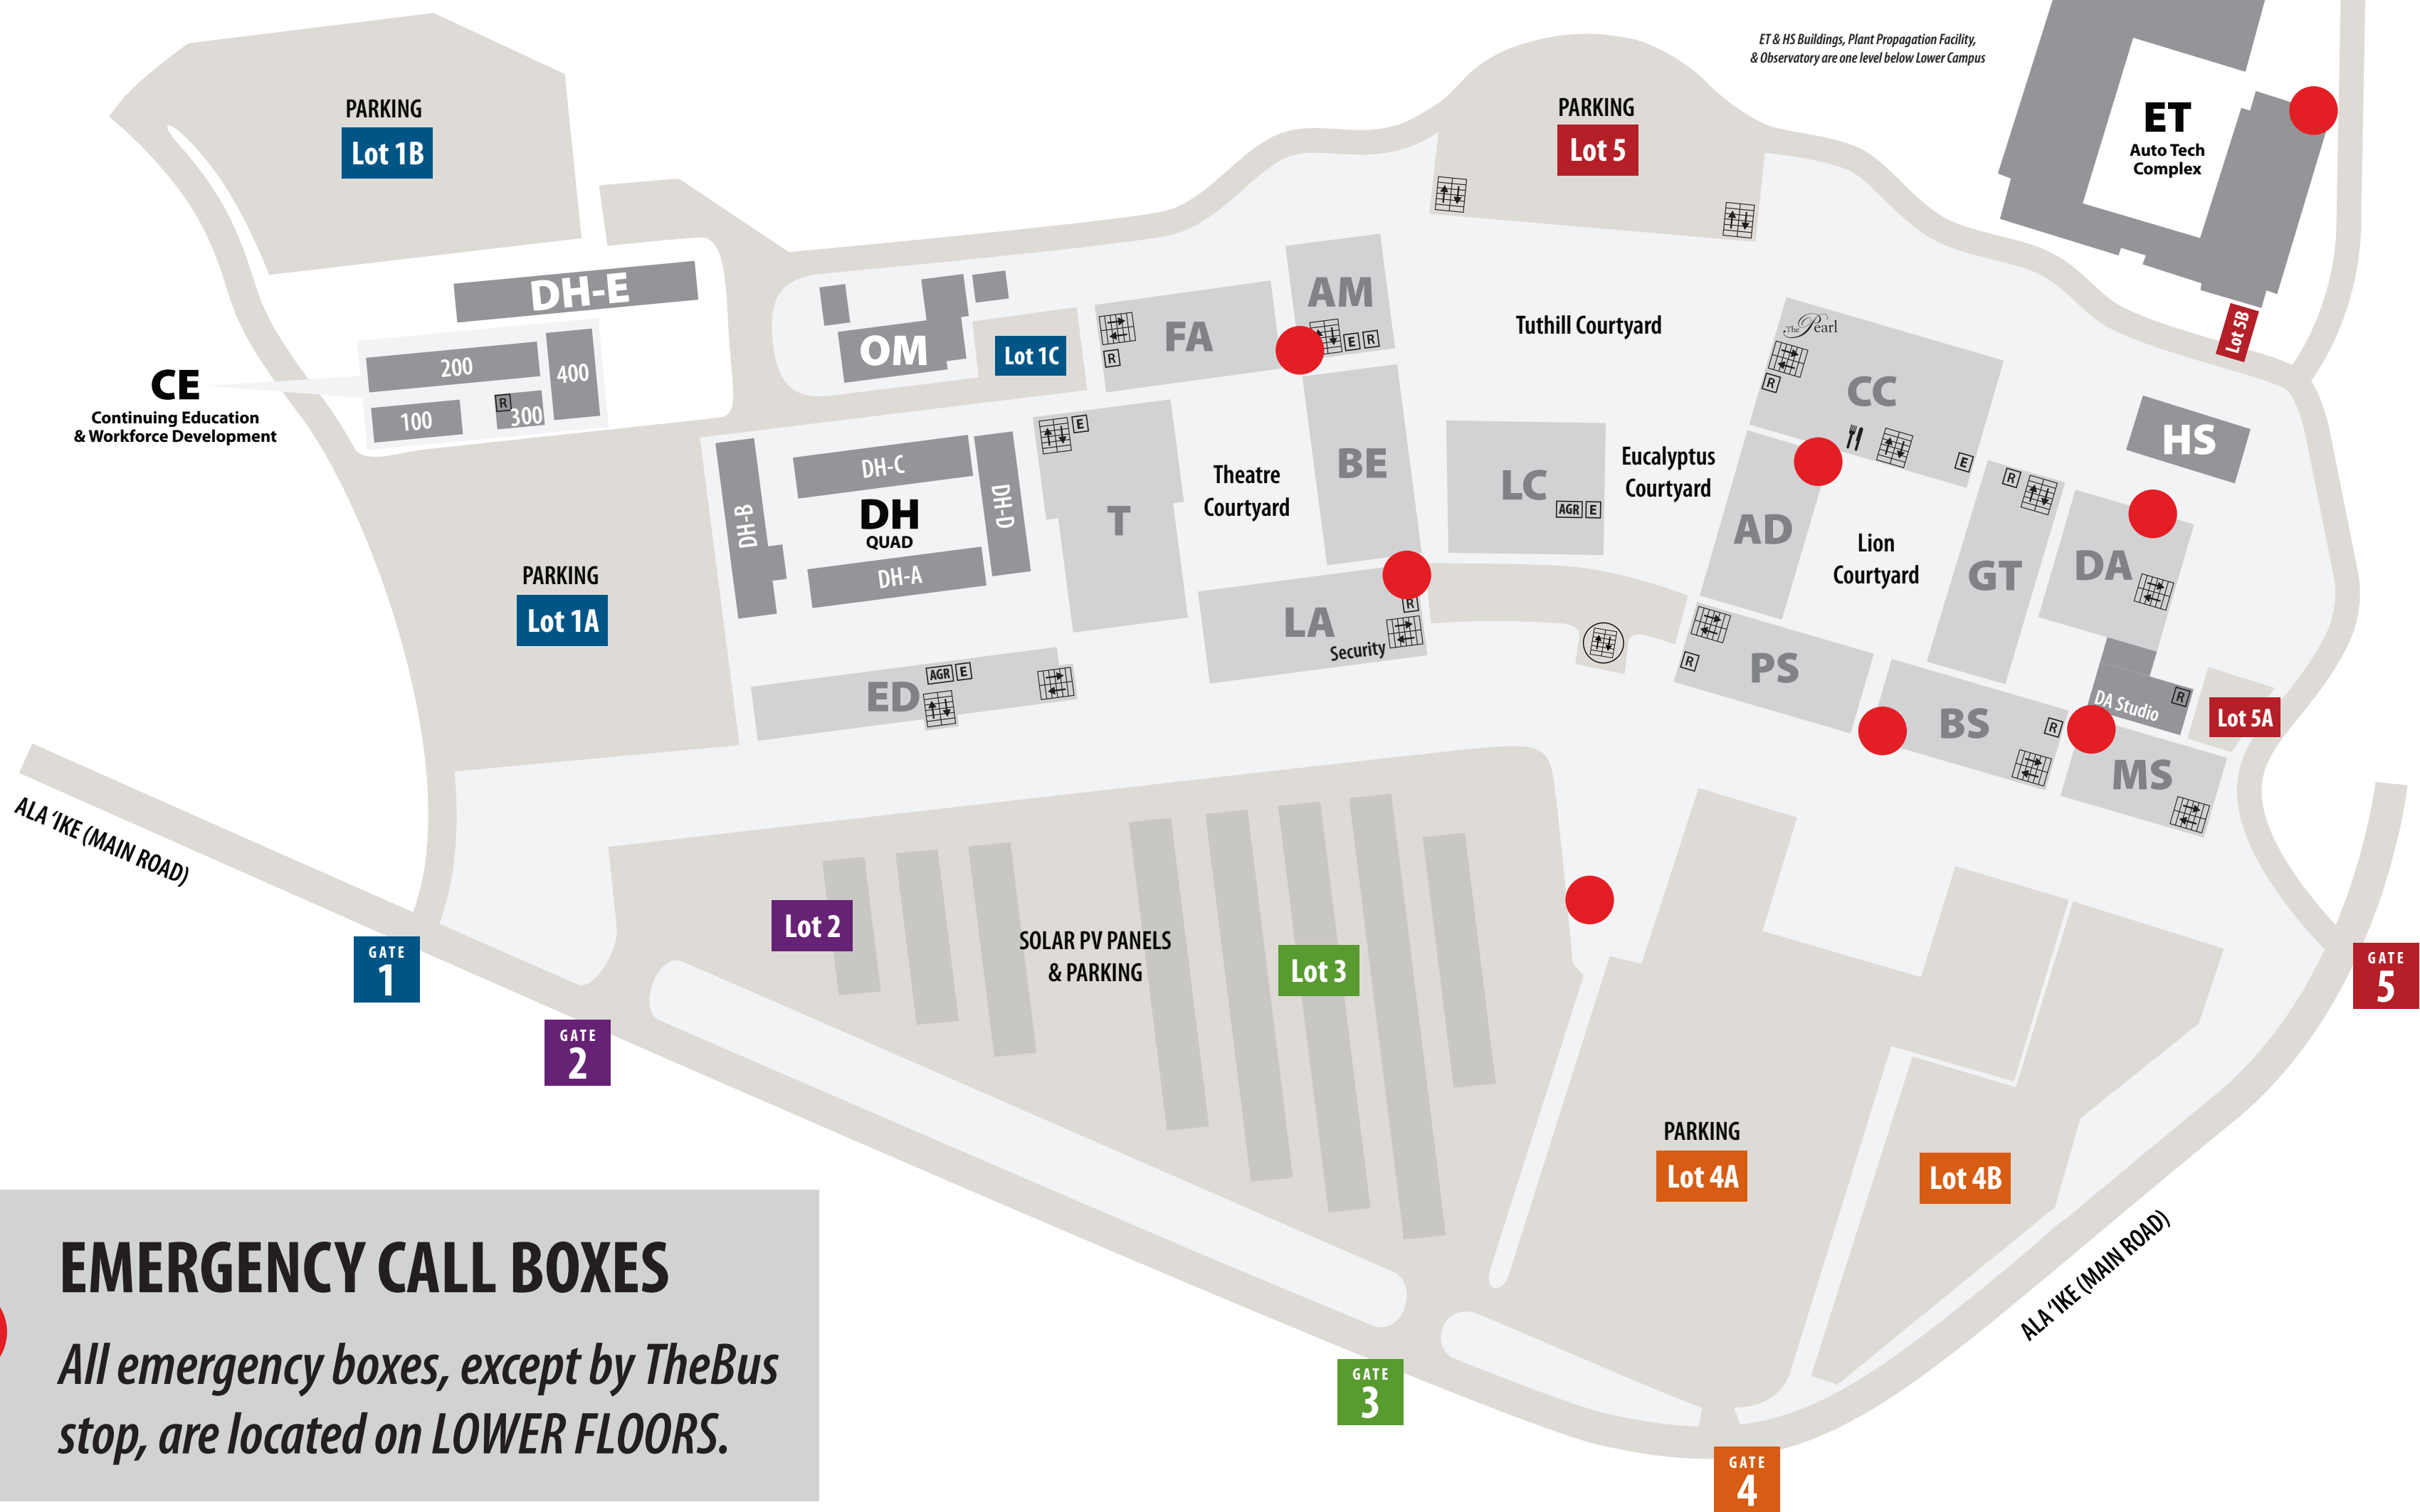 ET & HS Buildings, Plant Propagation Facility,
& Observatory are one level below Lower Campus
PARKING
Lot 1B
PARKING
Lot 5
ET
Auto Tech
Complex
Lot 5B
DH-E
CE
Continuing Education
& Workforce Development
200
400
100
R
300
OM
Lot 1C
R
FA
AM
E
R
Tuthill Courtyard
The Pearl
R
CC
E
HS
PARKING
Lot 1A
DH-B
DH-C
DH
QUAD
DH-A
DH-D
E
T
Theatre
Courtyard
BE
LC
AGR
E
Eucalyptus
Courtyard
AD
Lion
Courtyard
R
GT
DA
LA
R
Security
ED
AGR
E
R
PS
BS
R
DA Studio
R
Lot 5A
MS
ALA ‘IKE (MAIN ROAD)
Lot 2
SOLAR PV PANELS
& PARKING
Lot 3
GATE
1
GATE
2
GATE
5
PARKING
Lot 4A
Lot 4B
ALA ‘IKE (MAIN ROAD)
GATE
3
GATE
4
EMERGENCY CALL BOXES
All emergency boxes, except by TheBus
stop, are located on LOWER FLOORS.